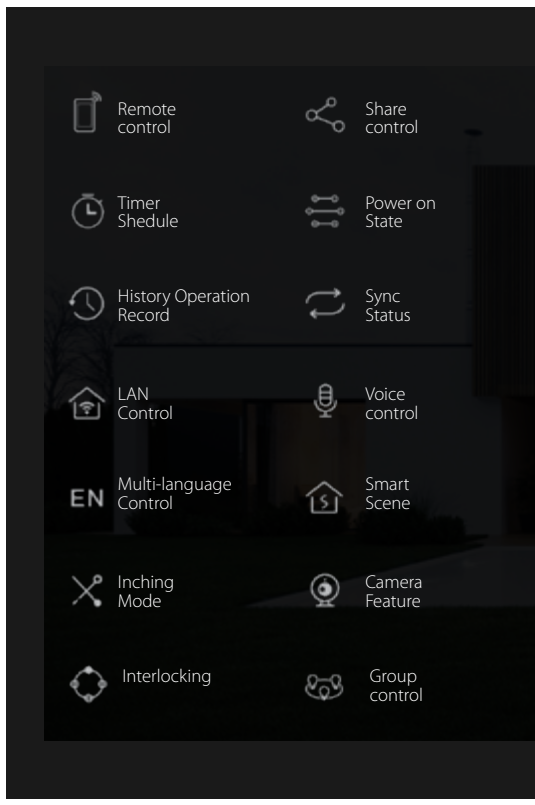 Remote
control
Share
control
Timer
Shedule
Power on
State
History Operation
Record
Sync
Status
LAN
Control
Voice
control
EN
Multi-language
Control
S
Smart
Scene
Inching
Mode
Camera
Feature
Interlocking
Group
control